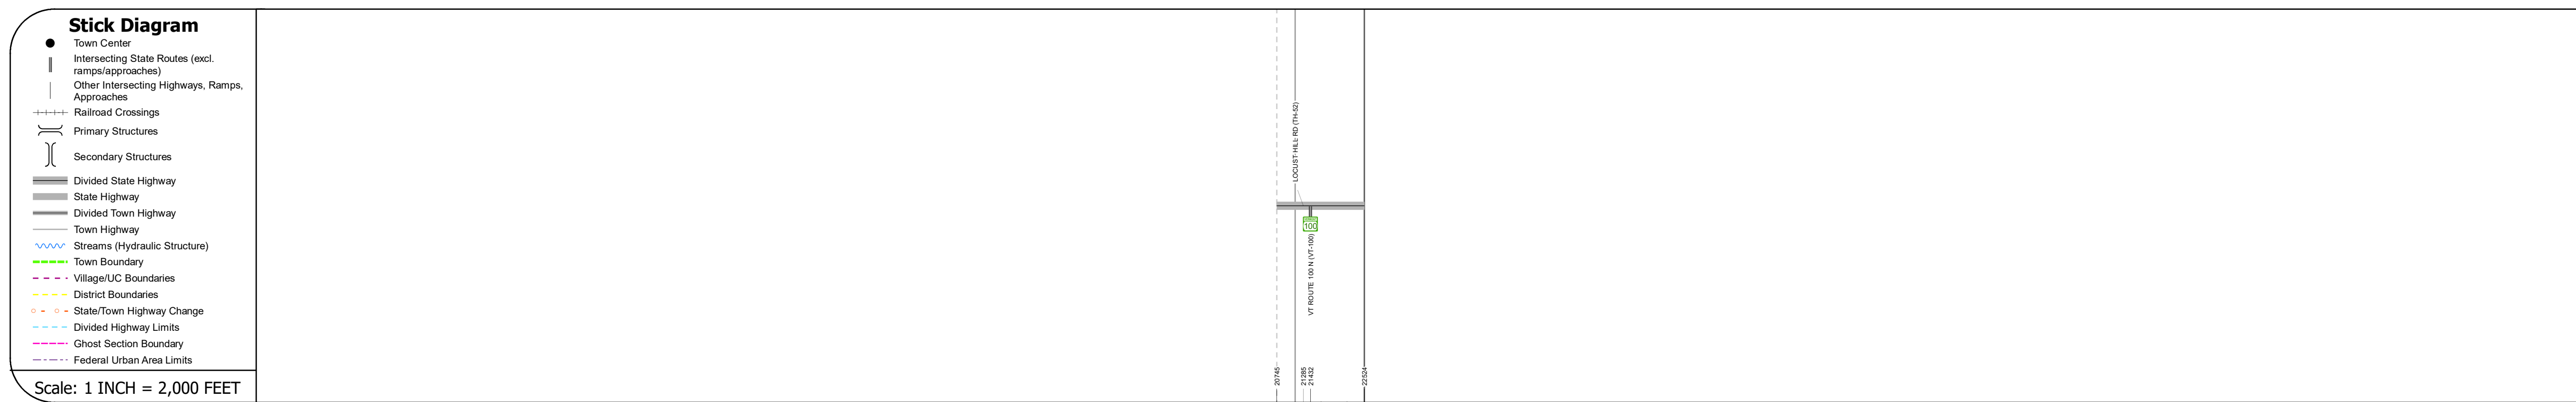 Stick Diagram
Town Center
Intersecting State Routes (excl.
ramps/approaches)
Other Intersecting Highways, Ramps,
Approaches
Railroad Crossings
Primary Structures
Secondary Structures
Divided State Highway
State Highway
Divided Town Highway
Town Highway
Streams (Hydraulic Structure)
Town Boundary
Village/UC Boundaries
District Boundaries
State/Town Highway Change
Divided Highway Limits
Ghost Section Boundary
Federal Urban Area Limits
Scale: 1 INCH = 2,000 FEET
LOCUST HILL RD (TH-52)
100
VT ROUTE 100 N (VT-100)
20745
21285
21432
22524